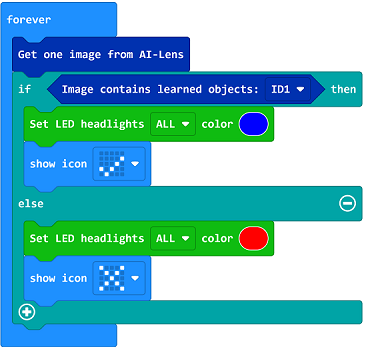 forever
Get one image from AI-Lens
if Image contains learned objects: ID1 then
Set LED headlights ALL color
show icon
else
Set LED headlights ALL color
show icon